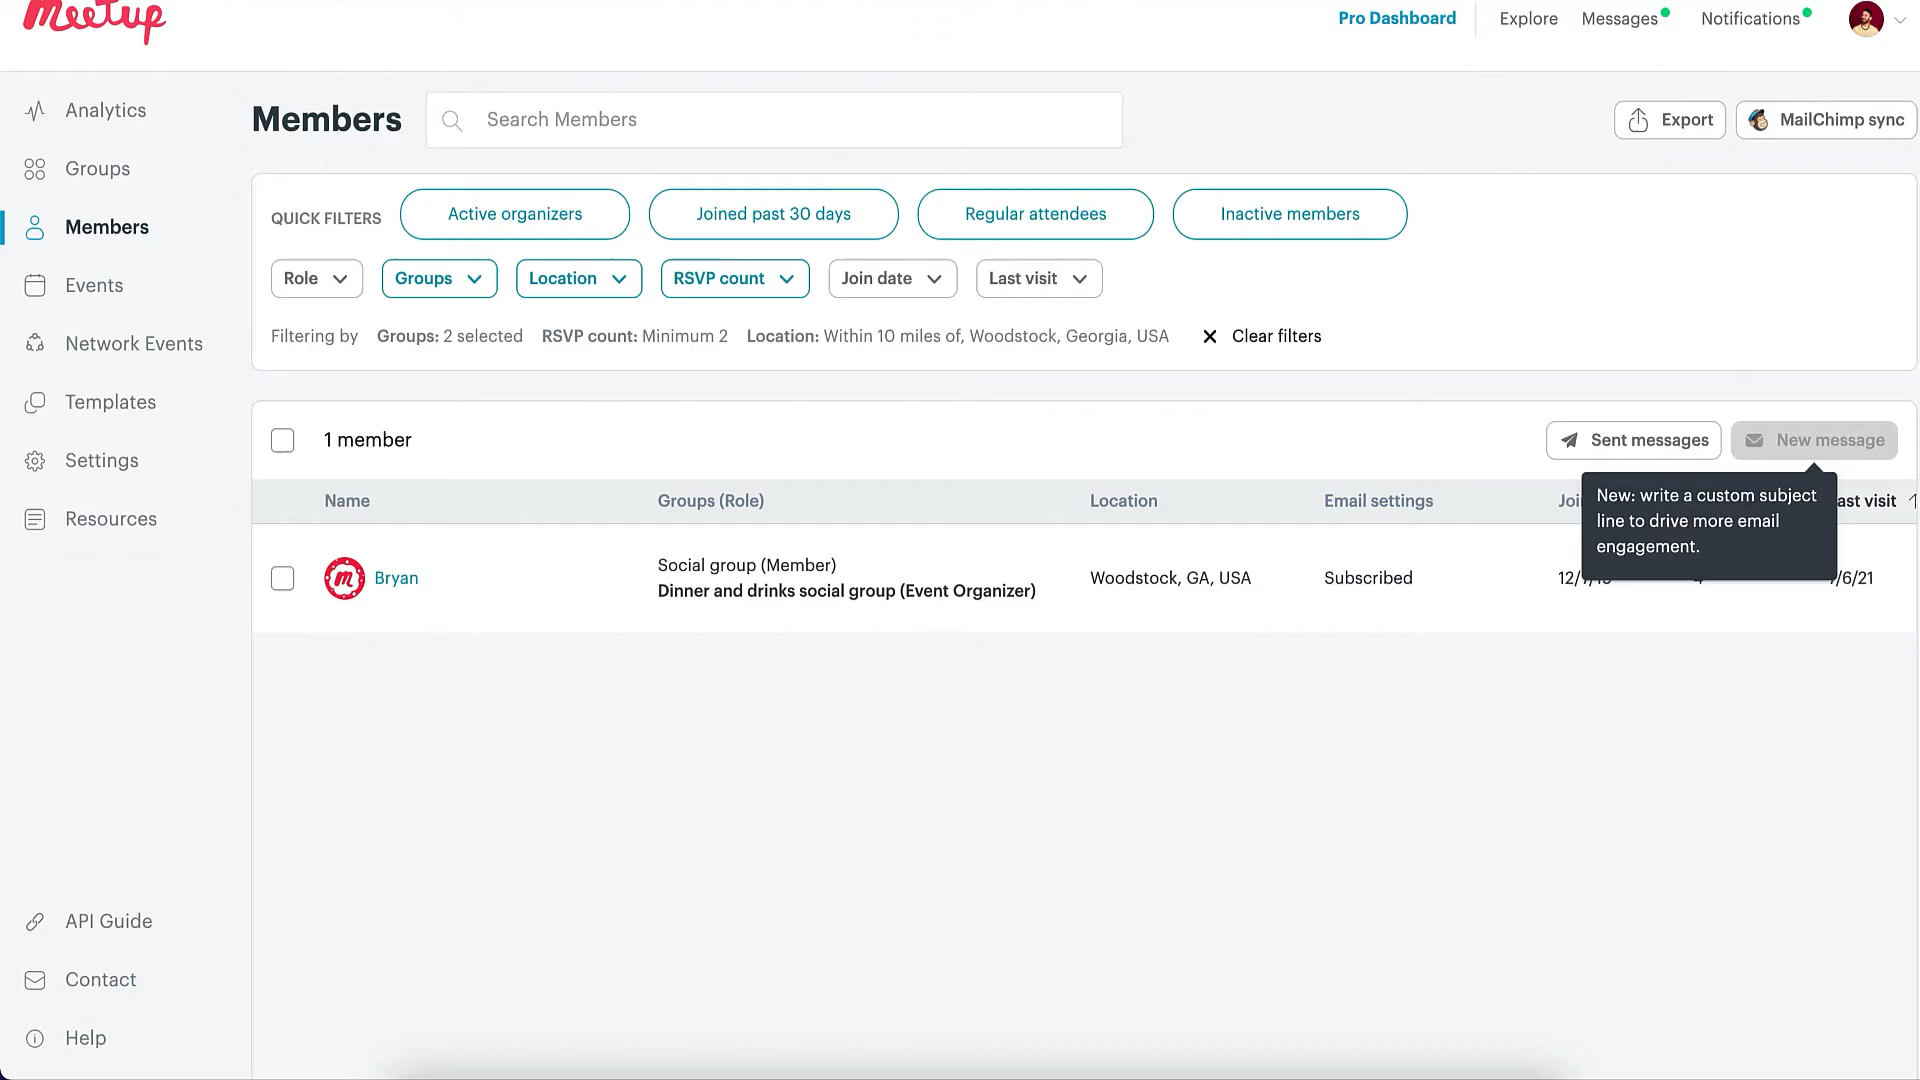 Meetup
Pro Dashboard
Explore
Messages
Notifications
Analytics
Groups
Members
Events
Network Events
Templates
Settings
Resources
API Guide
Contact
Help
Members
Search Members
Export
MailChimp sync
QUICK FILTERS
Active organizers
Joined past 30 days
Regular attendees
Inactive members
Role
Groups
Location
RSVP count
Join date
Last visit
Filtering by Groups: 2 selected RSVP count: Minimum 2 Location: Within 10 miles of, Woodstock, Georgia, USA
Clear filters
1 member
Sent messages
New message
New: write a custom subject
line to drive more email
engagement.
Name
Groups (Role)
Location
Email settings
Bryan
Social group (Member)
Dinner and drinks social group (Event Organizer)
Woodstock, GA, USA
Subscribed